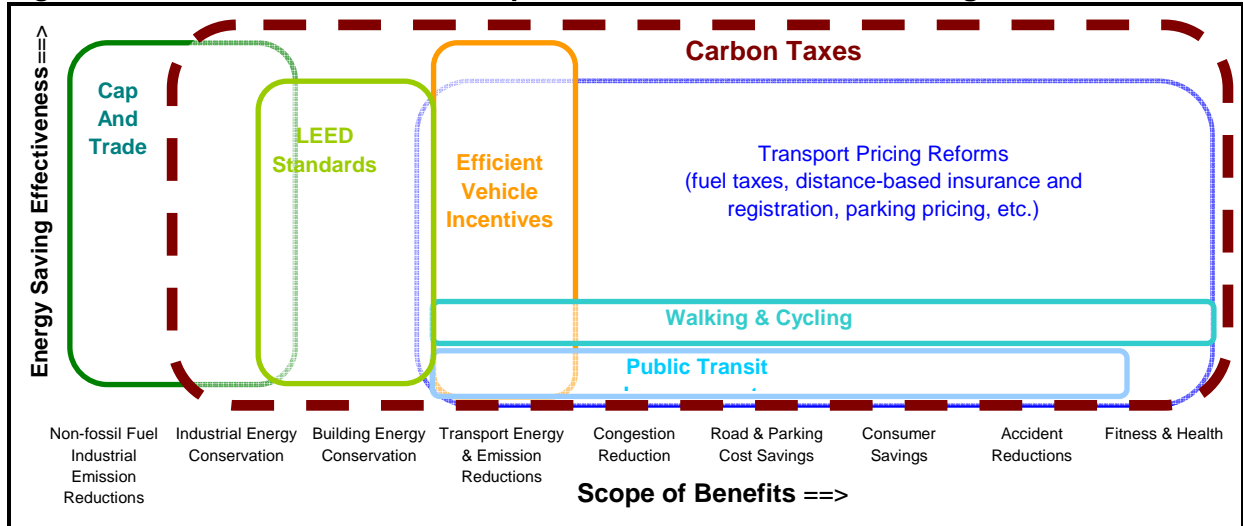 Carbon Taxes
Energy Saving Effectiveness==>
Cap
And
Trade
LEED
Standards
Efficient
Vehicle
Incentives
Transport Pricing Reforms
(fuel taxes, distance-based insurance and
registration, parking pricing, etc.)
Walking & Cycling
Public Transit
Non-fossil Fuel
Industrial
Emission
Reductions
Industrial Energy
Conservation
Building Energy
Conservation
Transport Energy
& Emission
Reductions
Congestion
Reduction
Road & Parking
Cost Savings
Consumer
Savings
Accident
Reductions
Fitness & Health
Scope of Benefits ==>